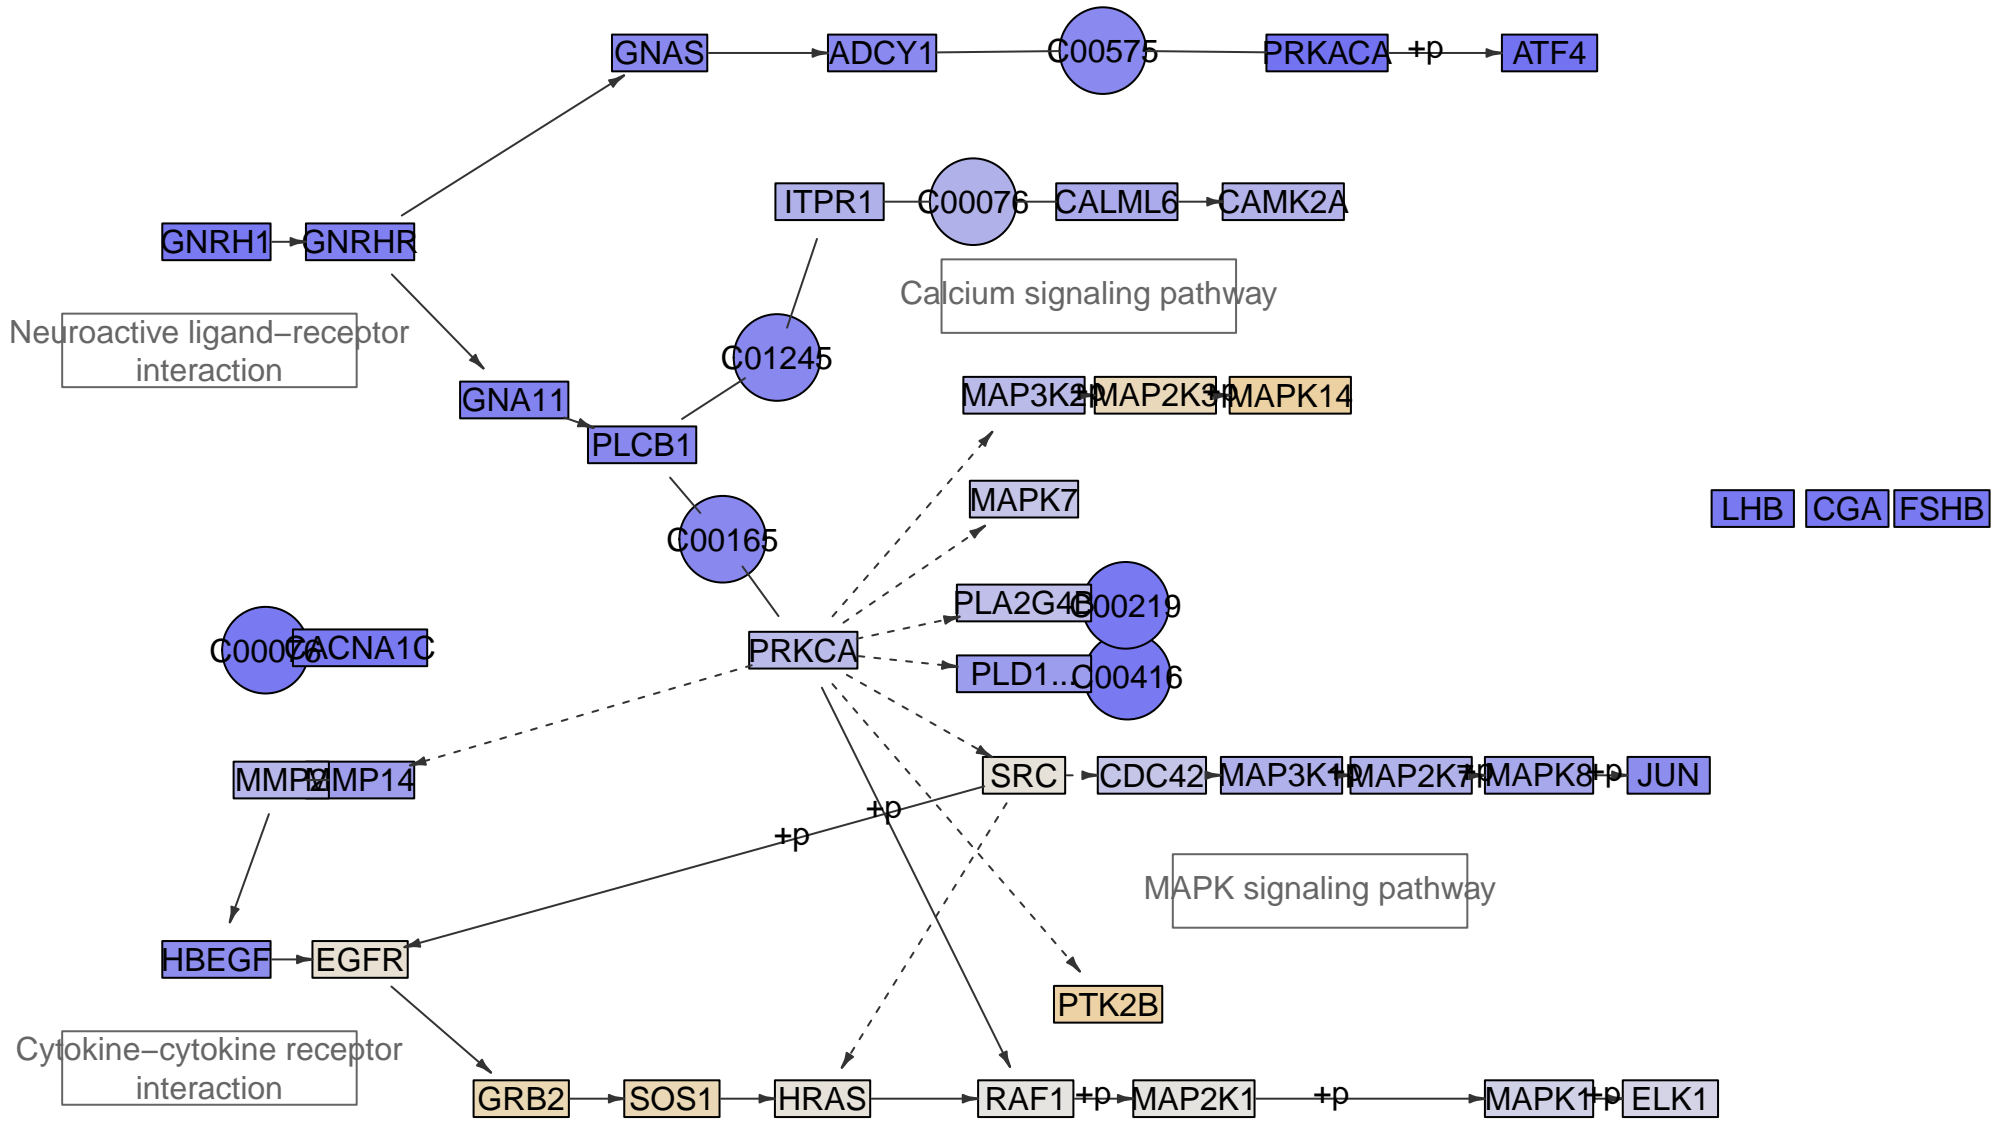 GNAS
ADCY1
C00575
PRKACA
+p
ATF4
ITPR1
C00076
CALML6
CAMK2A
GNRH1
GNRHR
Calcium signaling pathway
Neuroactive ligand–receptor
interaction
C01245
GNA11
MAP3K2
+p
MAP2K3
+p
MAPK14
PLCB1
MAPK7
LHB
CGA
FSHB
C00165
PLA2G4B
C00219
C00076
CACNA1C
PRKCA
PLD1...
C00416
MMP2
MMP14
SRC
CDC42
MAP3K1
+p
MAP2K7
+p
MAPK8
+p
JUN
+p
+p
MAPK signaling pathway
HBEGF
EGFR
PTK2B
Cytokine–cytokine receptor
interaction
GRB2
SOS1
HRAS
RAF1
+p
MAP2K1
+p
MAPK1
+p
ELK1